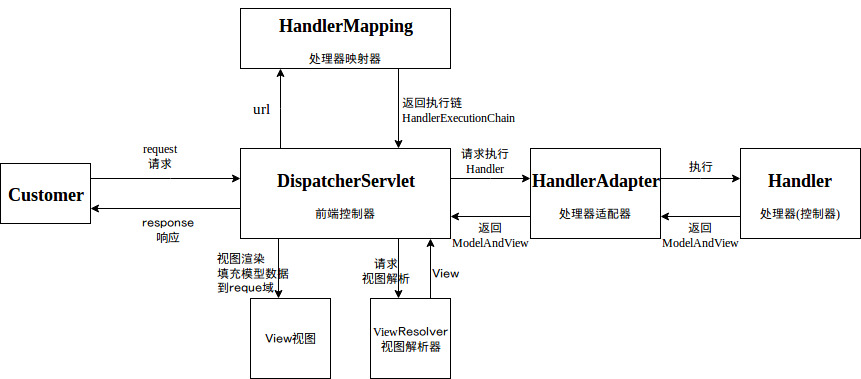 HandlerMapping
处理器映射器
url
返回执行链
HandlerExecutionChain
request
请求
Customer
response
响应
DispatcherServlet
前端控制器
请求执行
Handler
返回
ModelAndView
HandlerAdapter
处理器适配器
执行
返回
ModelAndView
Handler
处理器(控制器)
视图渲染
填充模型数据
到reque域
请求
视图解析
View
View视图
ViewResolver
视图解析器